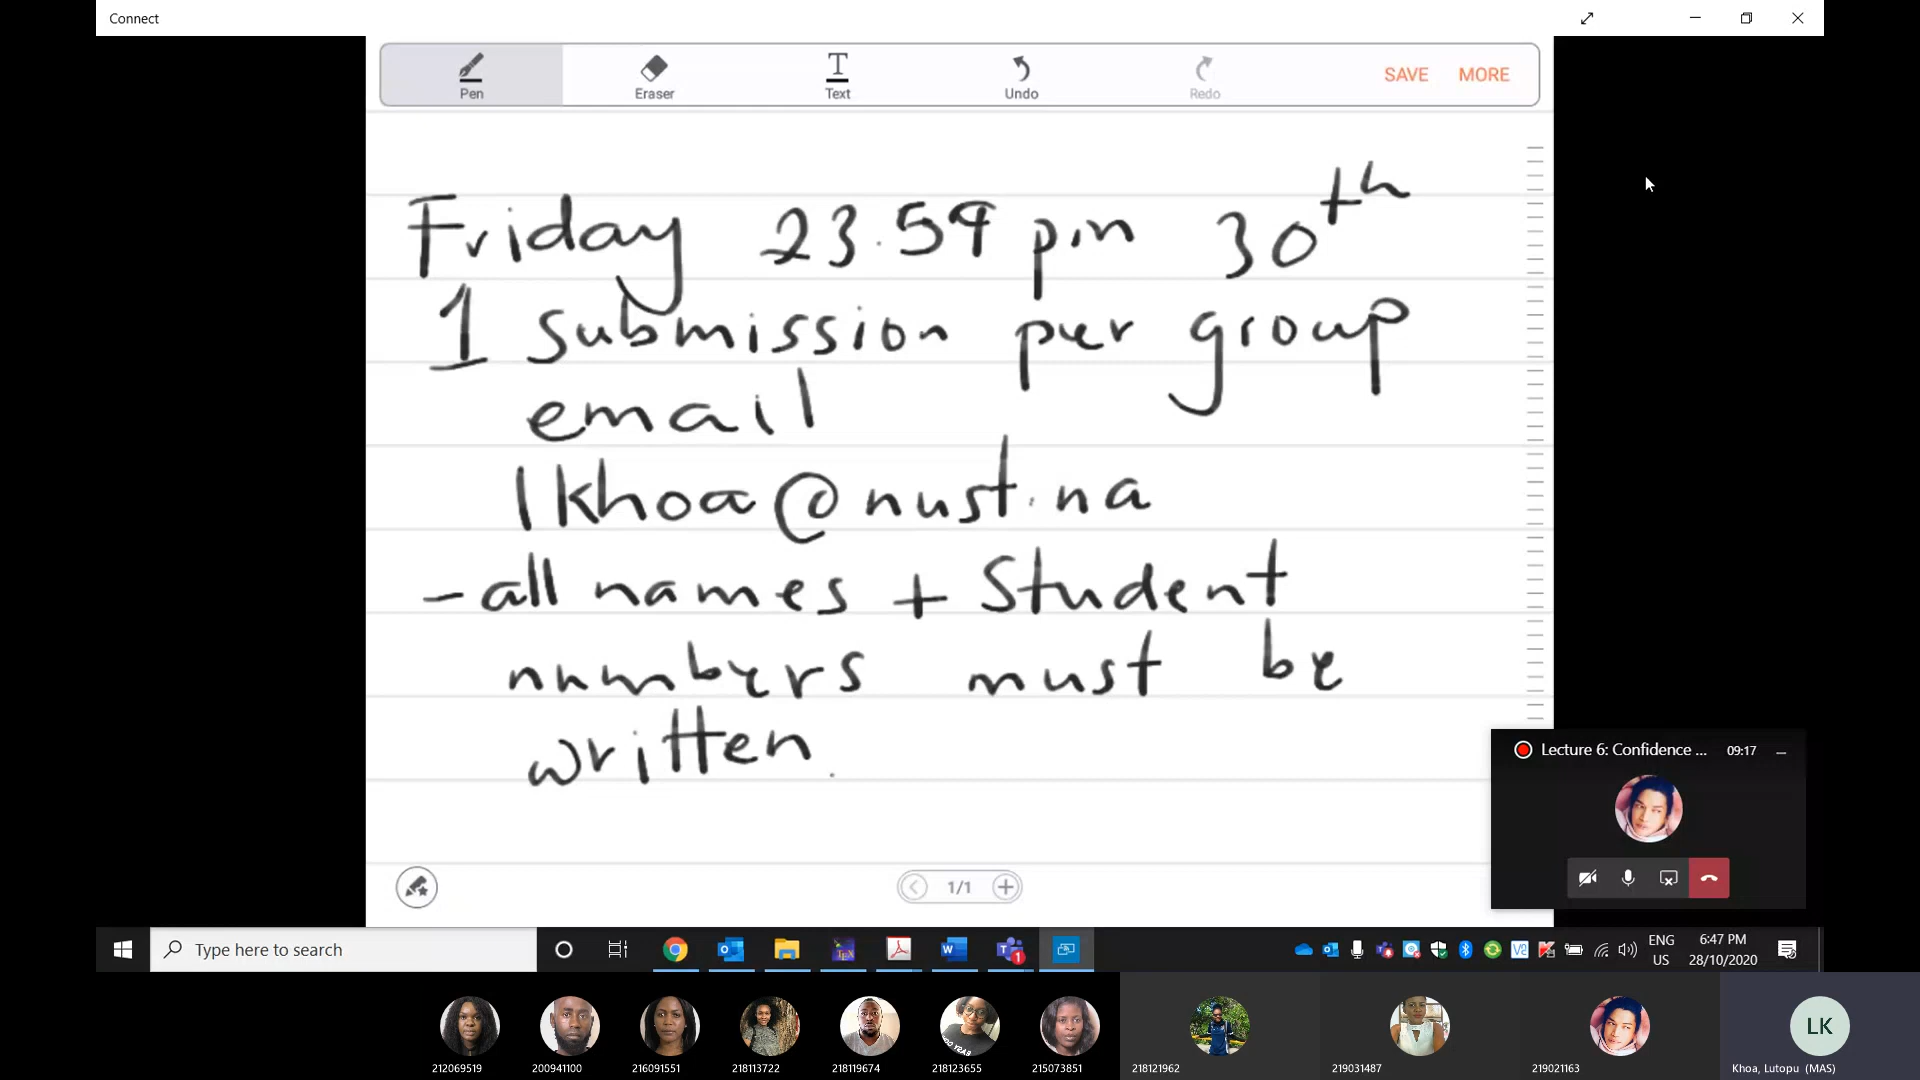 Connect
Pen
Eraser
Text
Undo
Redo
SAVE
MORE
Friday 23.59 pm 30th
1 submission per group
email
lkhoa@nust.na
- all names + Student
numbers must be
written.
Lecture 6: Confidence ...
09:17
1/1
Type here to search
ENG
US
6:47 PM
28/10/2020
212069519
200941100
216091551
218113722
218119674
218123655
215073851
218121962
219031487
219021163
LK
Khoa, Lutopu (MAS)